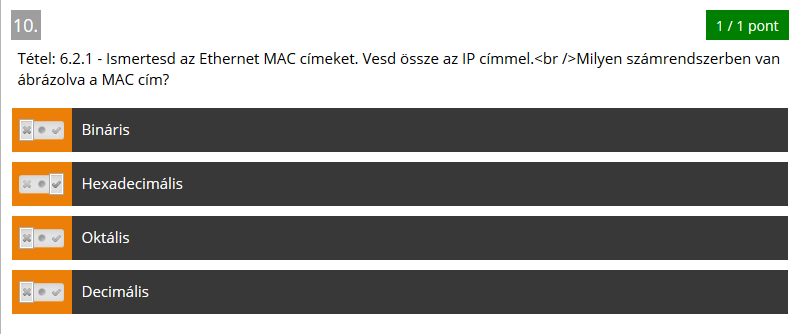 10.
1 / 1 pont
Tétel: 6.2.1 - Ismertesd az Ethernet MAC címeket. Vesd össze az IP címmel.<br />Milyen számrendszerben van
ábrázolva a MAC cím?
Bináris
Hexadecimális
Oktális
Decimális